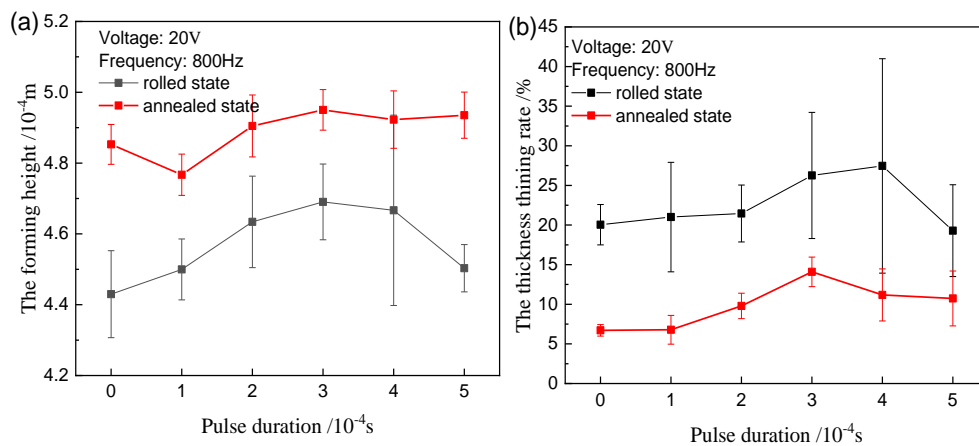 (a)
Voltage: 20V
Frequency: 800Hz
rolled state
annealed state
The forming height /10⁻⁴m
5.2
5.0
4.8
4.6
4.4
4.2
0 1 2 3 4 5
Pulse duration /10⁻⁴s
(b)
Voltage: 20V
Frequency: 800Hz
rolled state
annealed state
The thickness thining rate /%
45
40
35
30
25
20
15
10
5
0
0 1 2 3 4 5
Pulse duration /10⁻⁴s